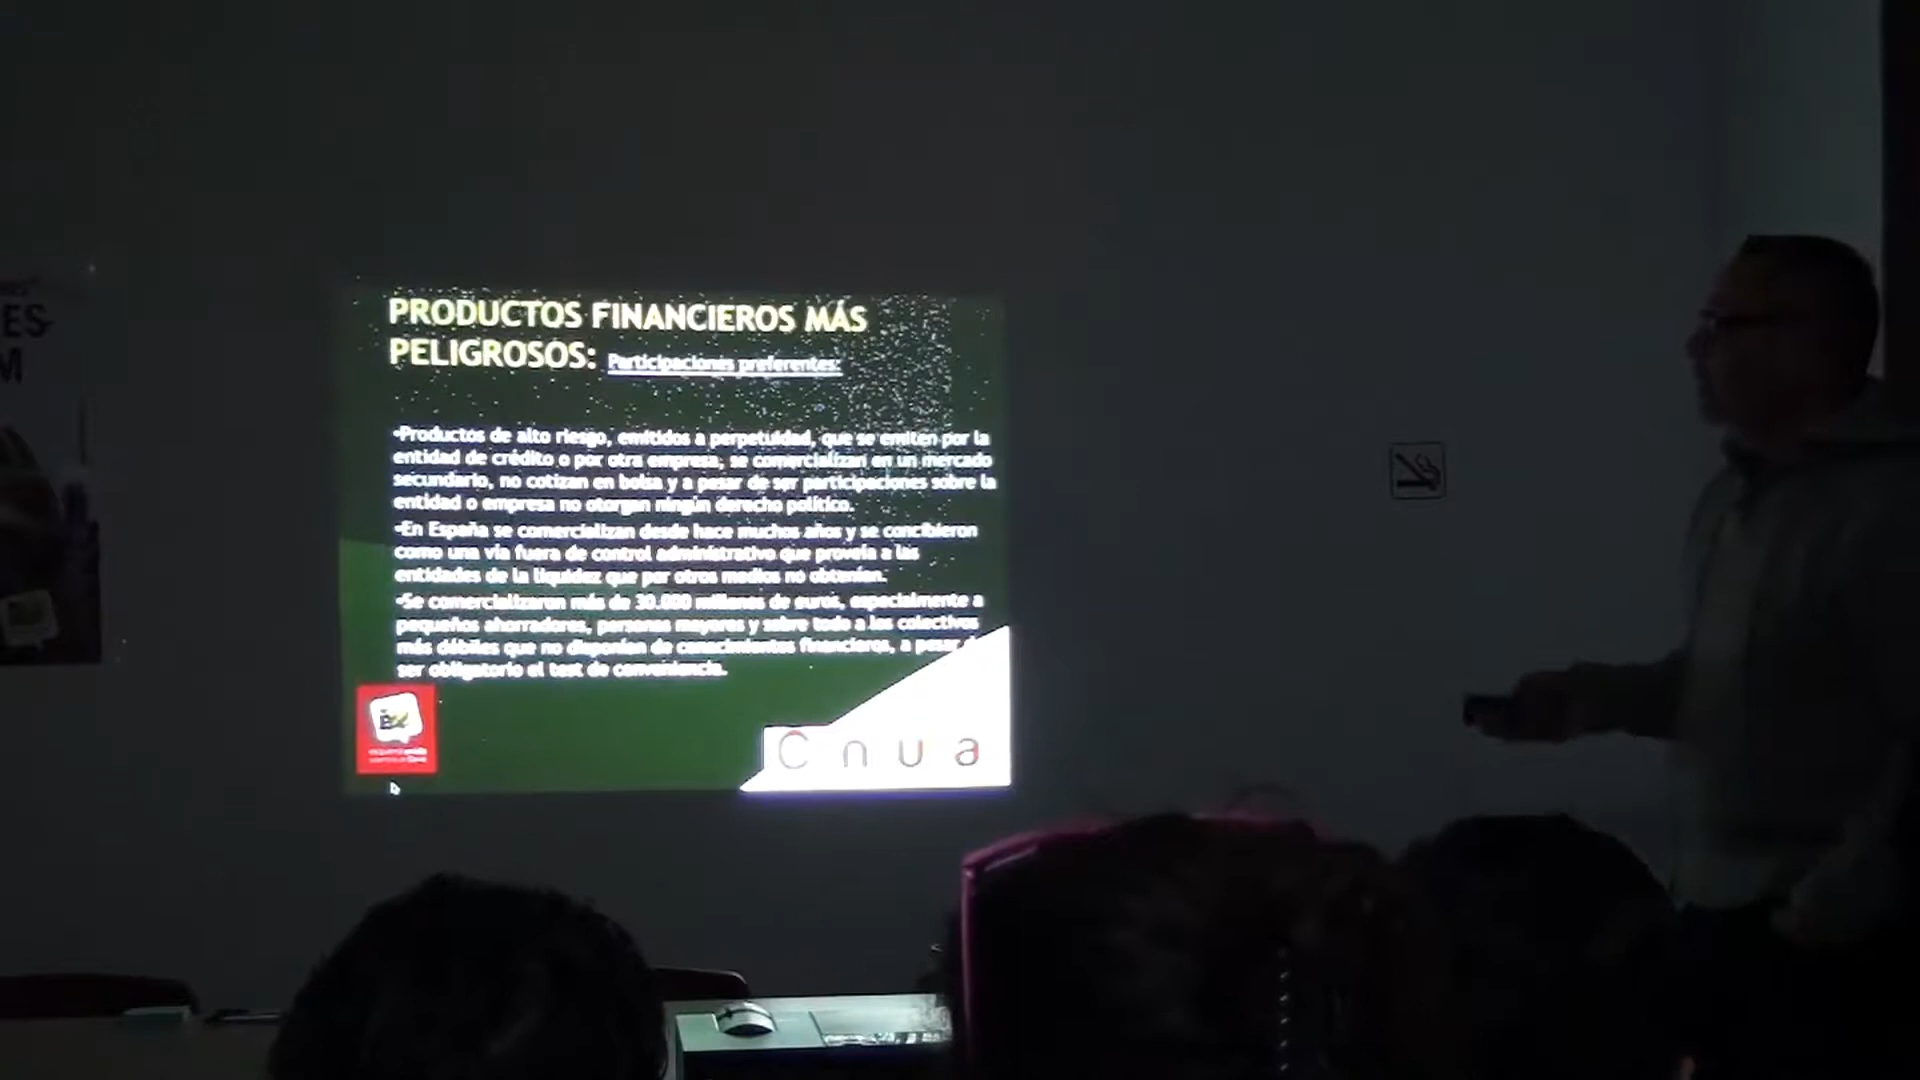 ES
M
PRODUCTOS FINANCIEROS MÁS
PELIGROSOS: Participaciones preferentes:
•Productos de alto riesgo, emitidos a perpetuidad, que se emiten por la
entidad de crédito o por otra empresa, se comercializan en un mercado
secundario, no cotizan en bolsa y a pesar de ser participaciones sobre la
entidad o empresa no otorgan ningún derecho político.
•En España se comercializan desde hace muchos años y se concibieron
como una vía fuera de control administrativo que proveía a las
entidades de la liquidez que por otros medios no obtenían.
•Se comercializaron más de 30.000 millones de euros, especialmente a
pequeños ahorradores, personas mayores y sobre todo a los colectivos
más débiles que no disponían de conocimientos financieros, a pesar
ser obligatorio el test de conveniencia.
Cnua